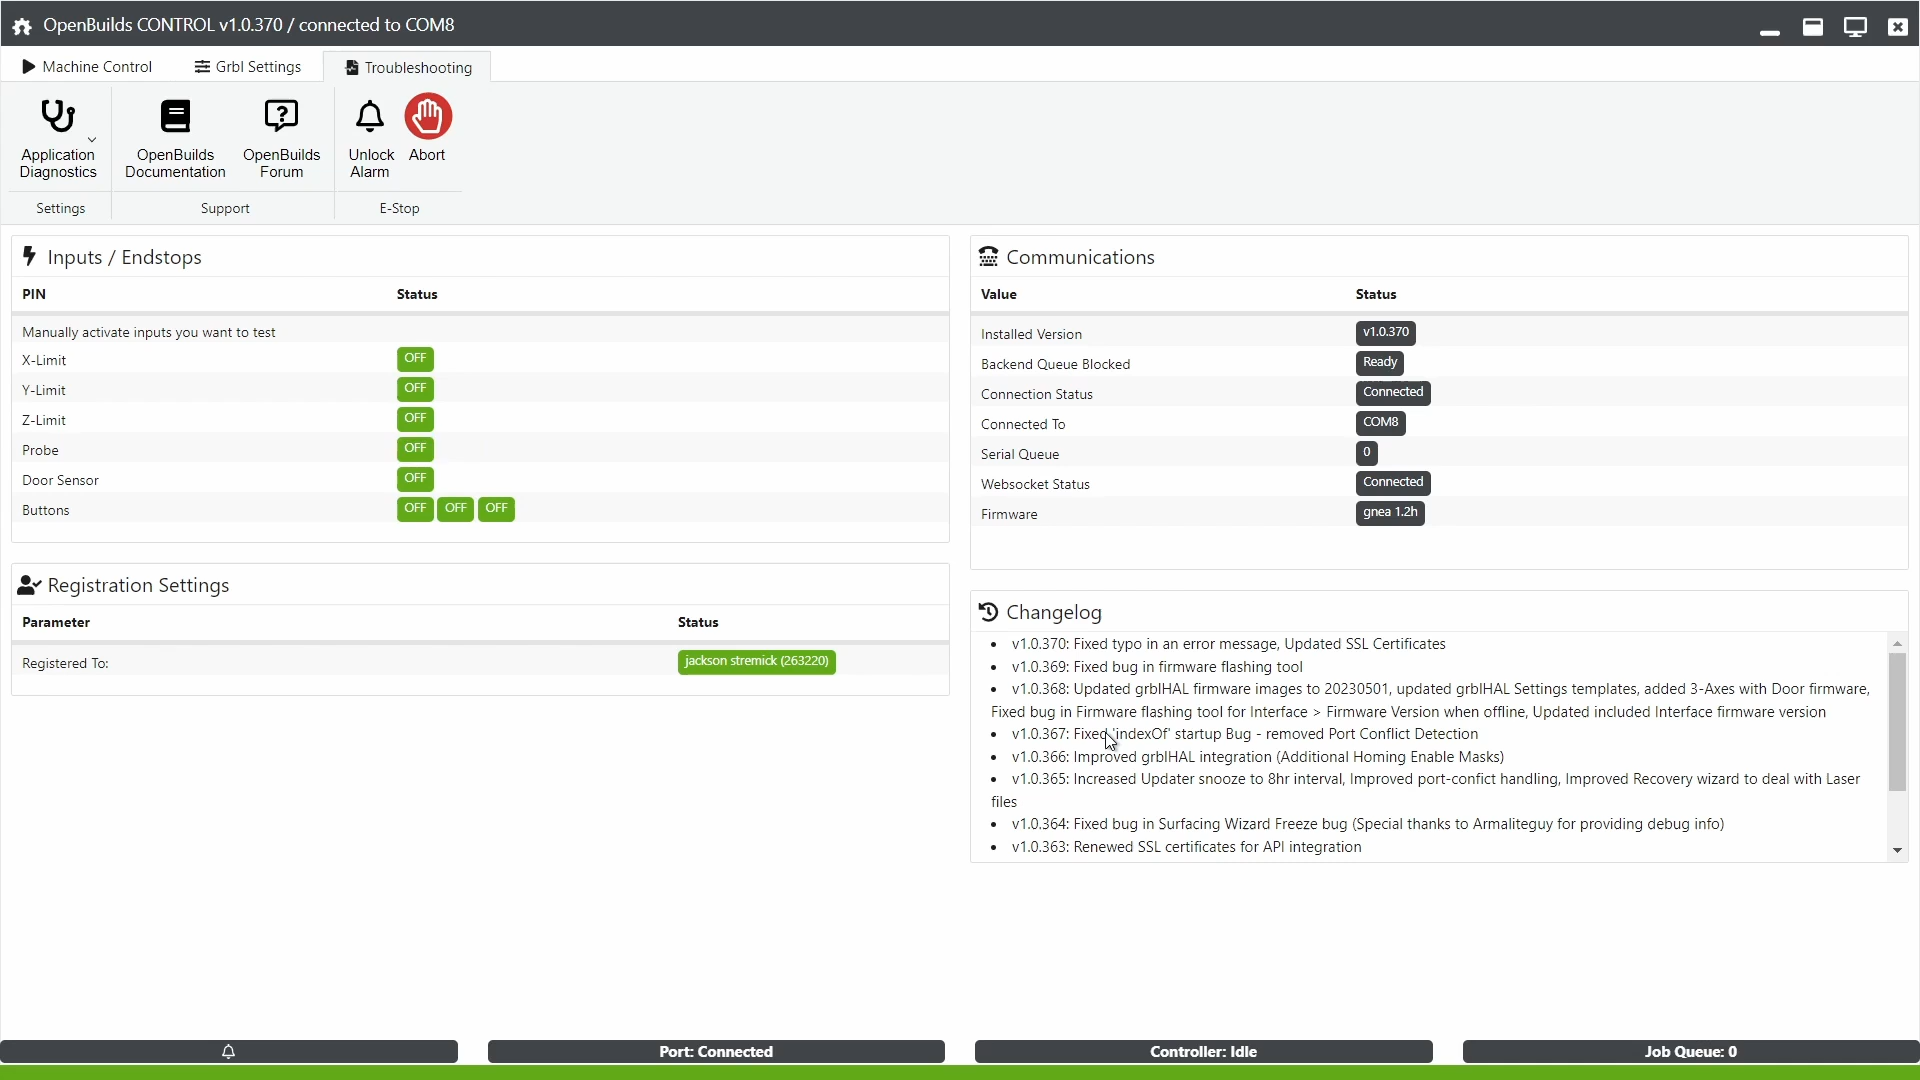 OpenBuilds CONTROL v1.0.370 / connected to COM8
Machine Control
Grbl Settings
Troubleshooting
Application
Diagnostics
OpenBuilds
Documentation
OpenBuilds
Forum
Unlock
Alarm
Abort
Settings
Support
E-Stop
Inputs / Endstops
PIN Status
Manually activate inputs you want to test
X-Limit OFF
Y-Limit OFF
Z-Limit OFF
Probe OFF
Door Sensor OFF
Buttons OFF OFF OFF
Registration Settings
Parameter Status
Registered To: jackson stremick (263220)
Communications
Value Status
Installed Version v1.0.370
Backend Queue Blocked Ready
Connection Status Connected
Connected To COM8
Serial Queue 0
Websocket Status Connected
Firmware gnea 1.2h
Changelog
• v1.0.370: Fixed typo in an error message, Updated SSL Certificates
• v1.0.369: Fixed bug in firmware flashing tool
• v1.0.368: Updated grblHAL firmware images to 20230501, updated grblHAL Settings templates, added 3-Axes with Door firmware,
Fixed bug in Firmware flashing tool for Interface > Firmware Version when offline, Updated included Interface firmware version
• v1.0.367: Fixed 'indexOf' startup Bug - removed Port Conflict Detection
• v1.0.366: Improved grblHAL integration (Additional Homing Enable Masks)
• v1.0.365: Increased Updater snooze to 8hr interval, Improved port-confict handling, Improved Recovery wizard to deal with Laser
files
• v1.0.364: Fixed bug in Surfacing Wizard Freeze bug (Special thanks to Armaliteguy for providing debug info)
• v1.0.363: Renewed SSL certificates for API integration
Port: Connected
Controller: Idle
Job Queue: 0